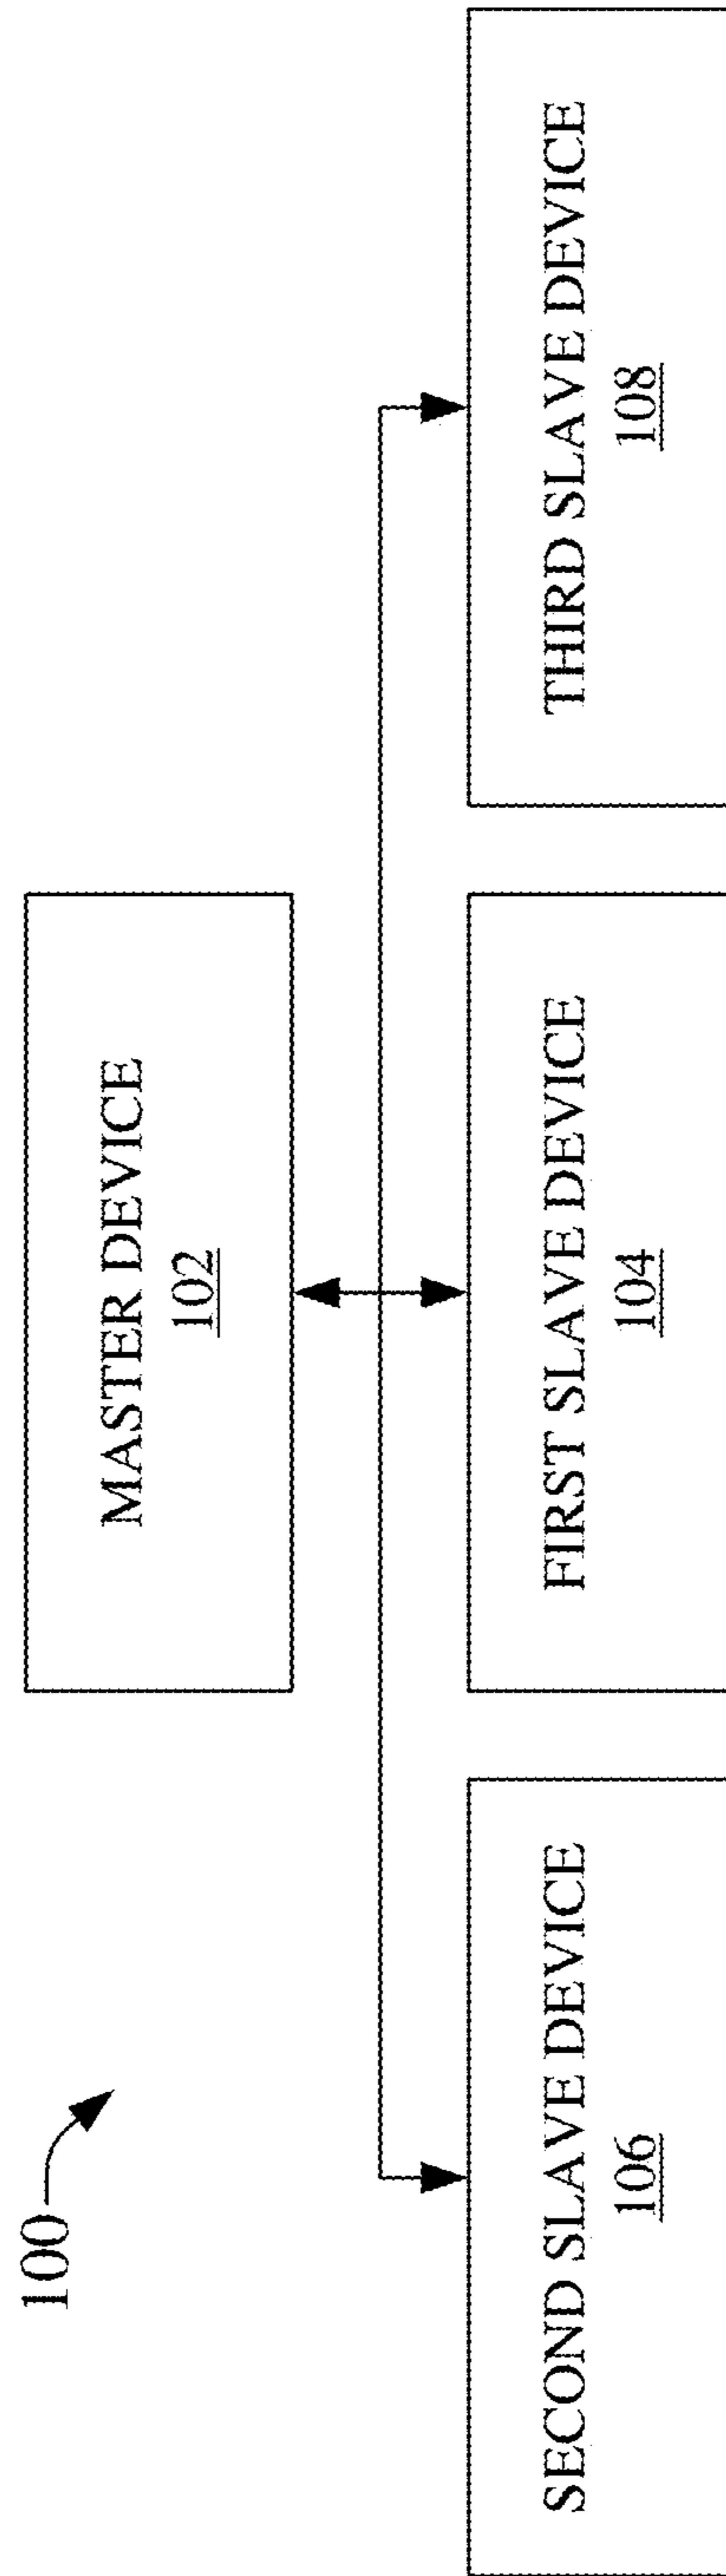 100
MASTER DEVICE
102
SECOND SLAVE DEVICE
106
FIRST SLAVE DEVICE
104
THIRD SLAVE DEVICE
108